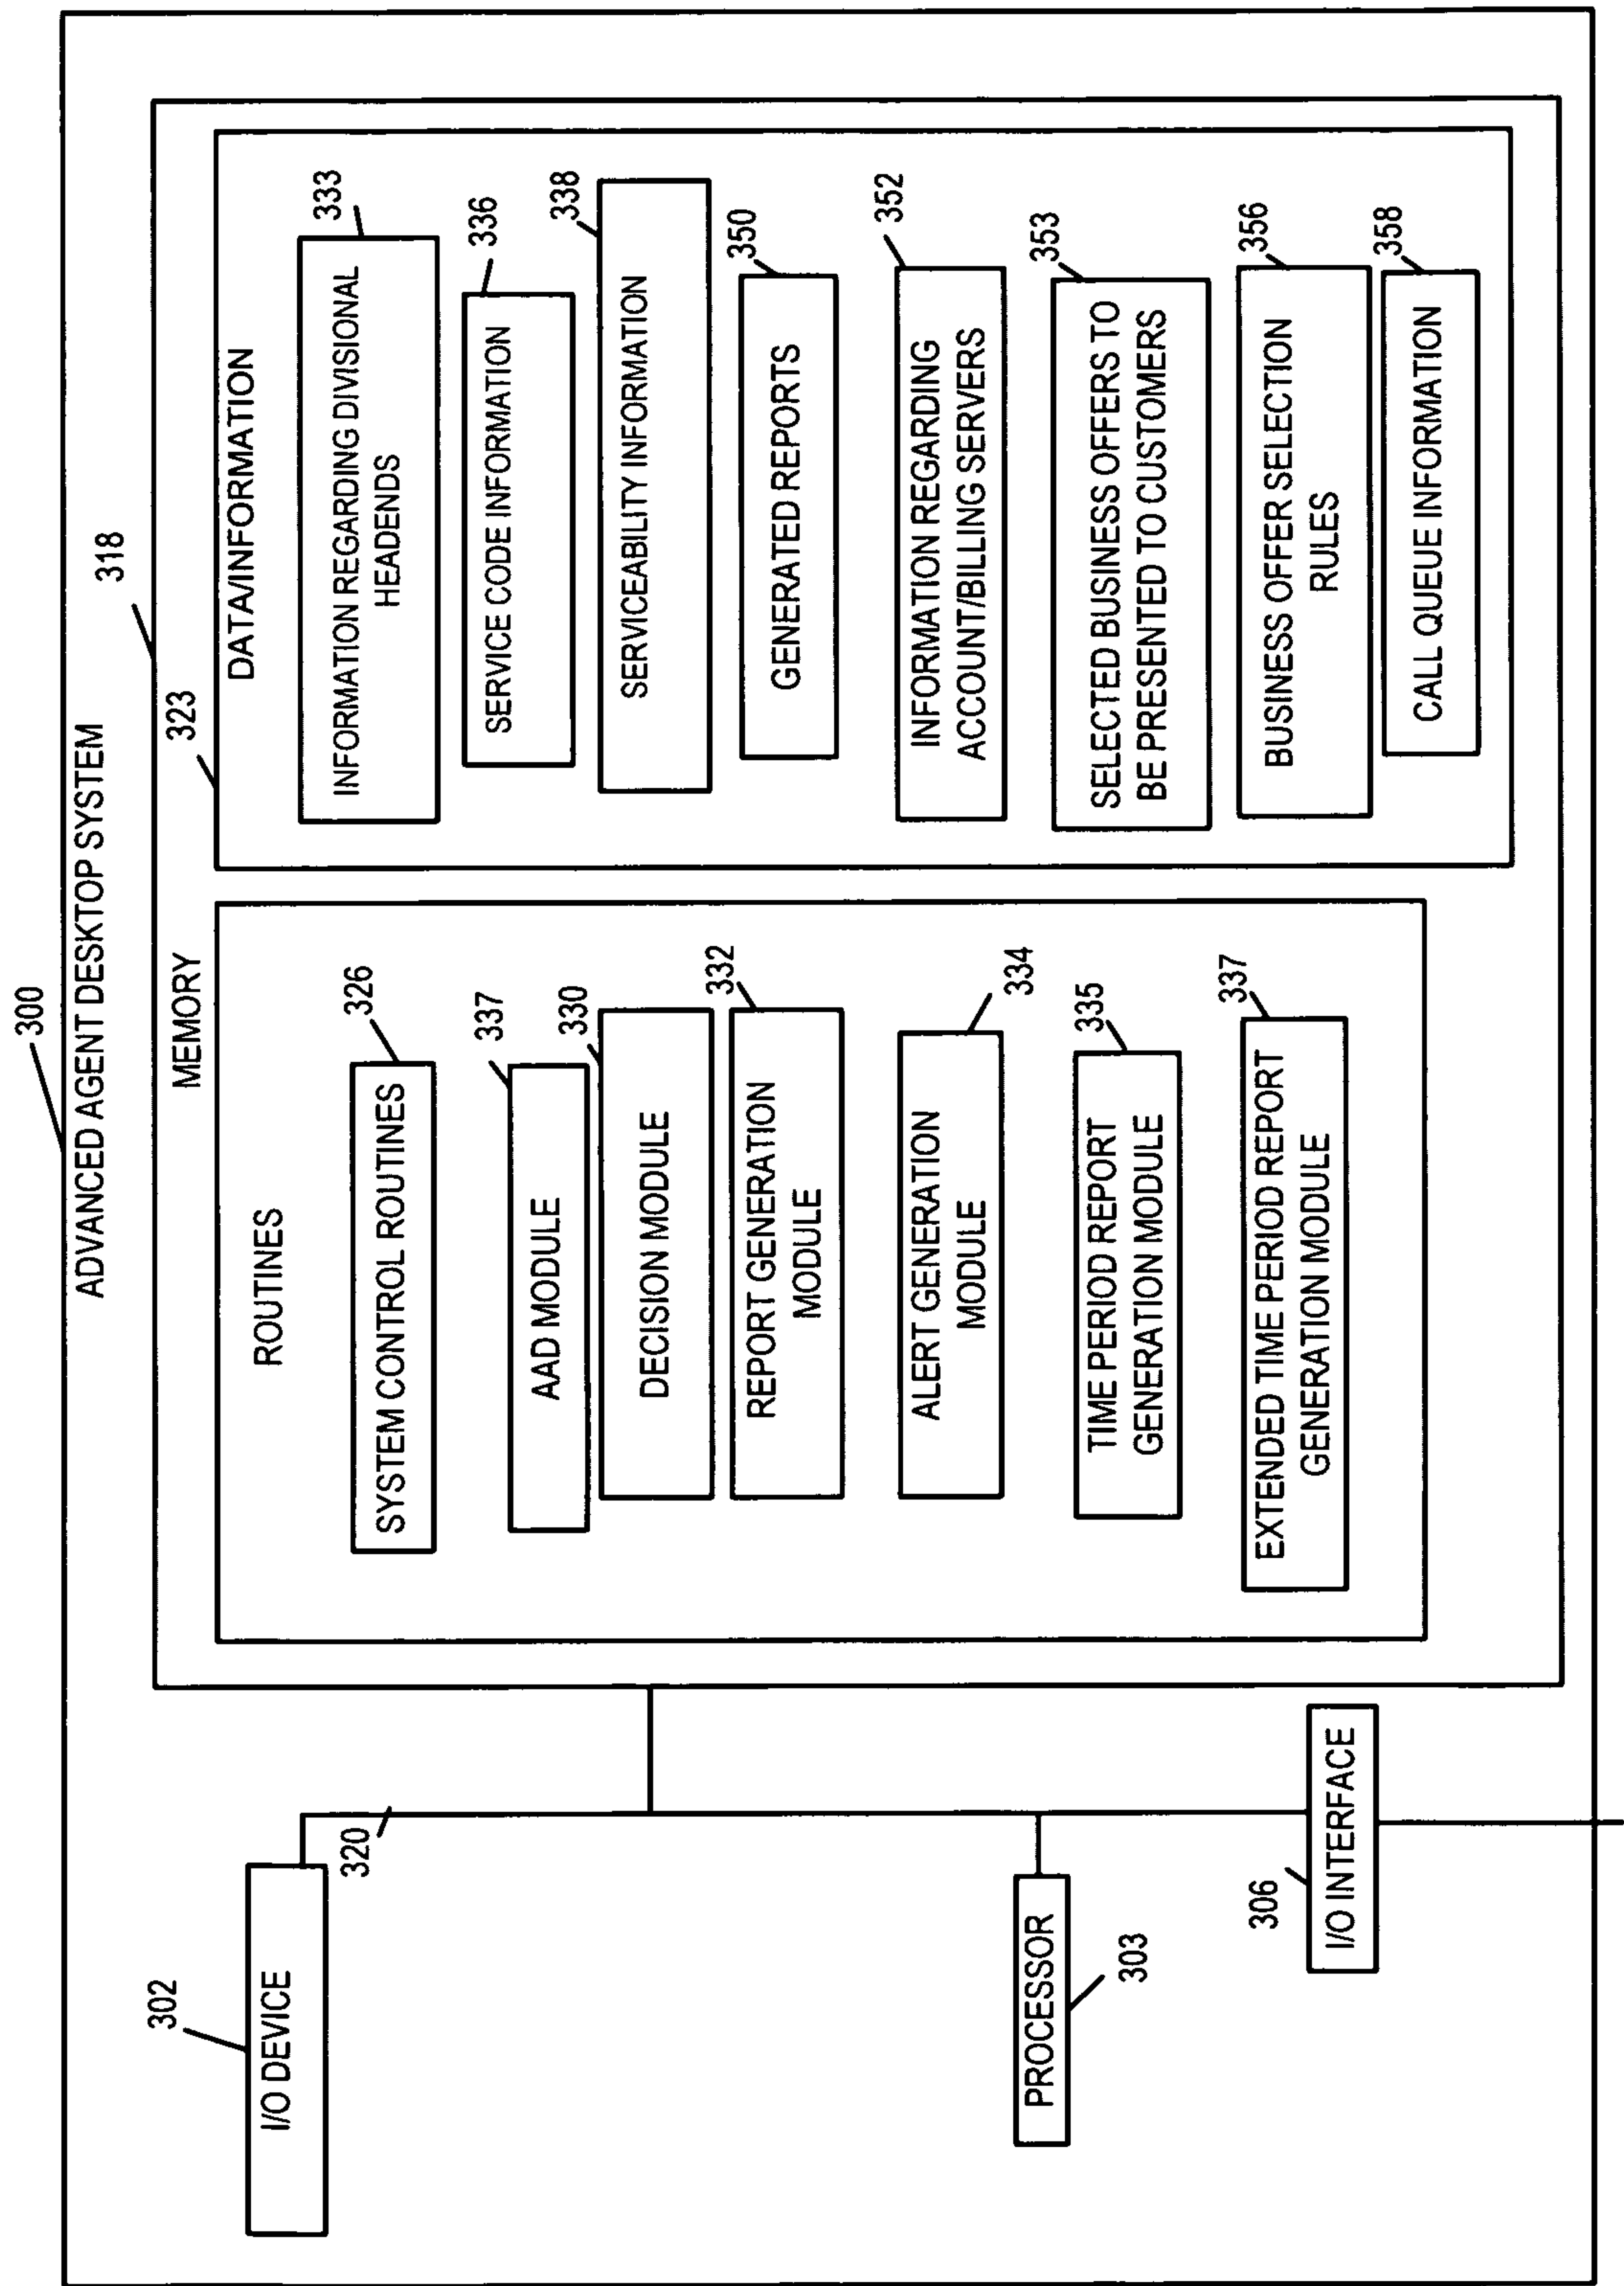 300
ADVANCED AGENT DESKTOP SYSTEM
318
302
I/O DEVICE
320
PROCESSOR
303
306
I/O INTERFACE
MEMORY
ROUTINES
326
SYSTEM CONTROL ROUTINES
337
AAD MODULE
330
DECISION MODULE
332
REPORT GENERATION
MODULE
334
ALERT GENERATION
MODULE
335
TIME PERIOD REPORT
GENERATION MODULE
337
EXTENDED TIME PERIOD REPORT
GENERATION MODULE
323
DATA/INFORMATION
333
INFORMATION REGARDING DIVISIONAL
HEADENDS
336
SERVICE CODE INFORMATION
338
SERVICEABILITY INFORMATION
350
GENERATED REPORTS
352
INFORMATION REGARDING
ACCOUNT/BILLING SERVERS
353
SELECTED BUSINESS OFFERS TO
BE PRESENTED TO CUSTOMERS
356
BUSINESS OFFER SELECTION
RULES
358
CALL QUEUE INFORMATION